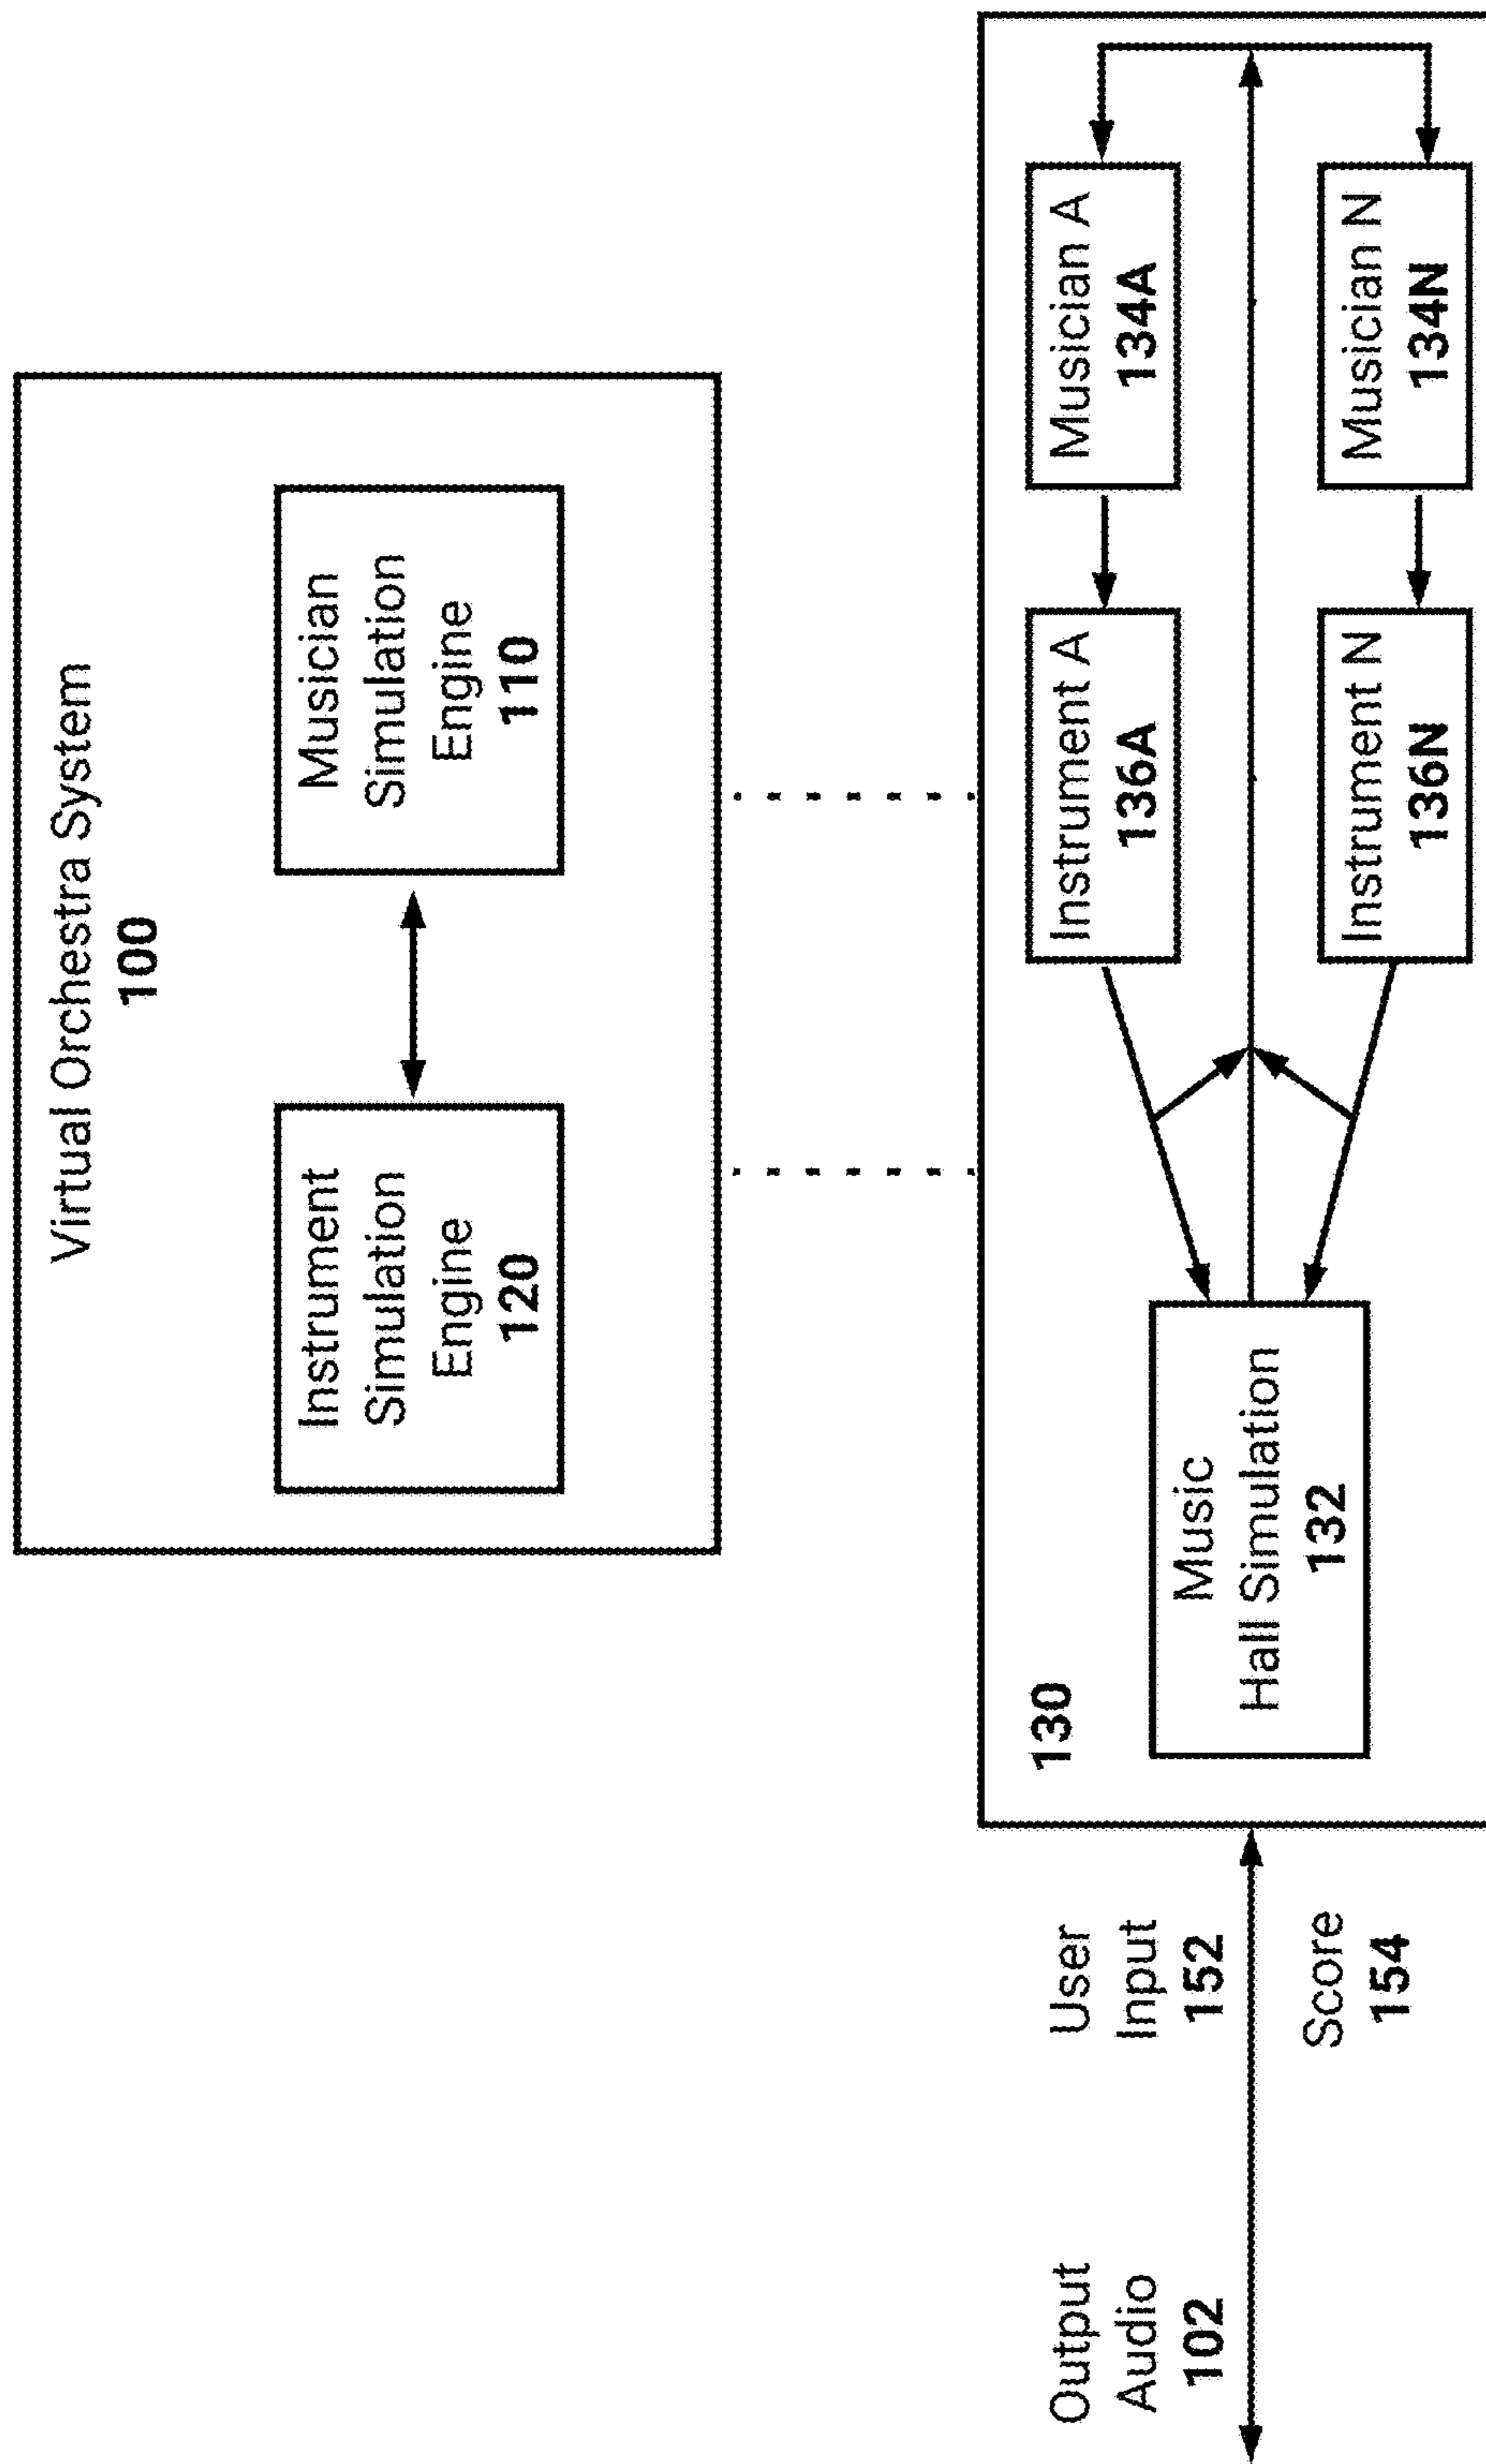 Virtual Orchestra System
100
Instrument
Simulation
Engine
120
Musician
Simulation
Engine
110
Output
Audio
102
User
Input
152
Score
154
130
Music
Hall Simulation
132
Instrument A
136A
Musician A
134A
Instrument N
136N
Musician N
134N